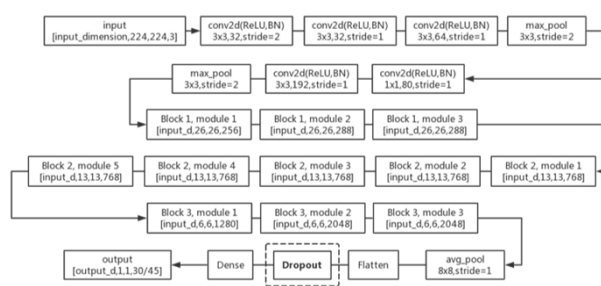 input
[input_dimension,224,224,3]
conv2d(ReLU,BN)
3x3,32,stride=2
conv2d(ReLU,BN)
3x3,32,stride=1
conv2d(ReLU,BN)
3x3,64,stride=1
max_pool
3x3,stride=2
conv2d(ReLU,BN)
1x1,80,stride=1
conv2d(ReLU,BN)
3x3,192,stride=1
max_pool
3x3,stride=2
Block 1, module 1
[input_d,26,26,256]
Block 1, module 2
[input_d,26,26,288]
Block 1, module 3
[input_d,26,26,288]
Block 2, module 1
[input_d,13,13,768]
Block 2, module 2
[input_d,13,13,768]
Block 2, module 3
[input_d,13,13,768]
Block 2, module 4
[input_d,13,13,768]
Block 2, module 5
[input_d,13,13,768]
Block 3, module 1
[input_d,6,6,1280]
Block 3, module 2
[input_d,6,6,2048]
Block 3, module 3
[input_d,6,6,2048]
avg_pool
8x8,stride=1
Flatten
Dropout
Dense
output
[output_d,1,1,30/45]